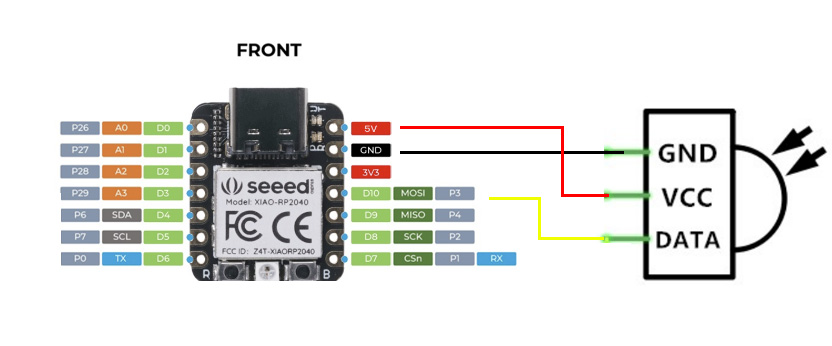 FRONT
P26 A0 D0 5V
P27 A1 D1 GND GND
P28 A2 D2 3V3
P29 A3 D3 D10 MOSI P3 VCC
P6 SDA D4 D9 MISO P4
P7 SCL D5 D8 SCK P2 DATA
P0 TX D6 D7 CSn P1 RX
seeed
Model: XIAO-RP2040
FC CE
FCC ID: Z4T-XIAORP2040
R B